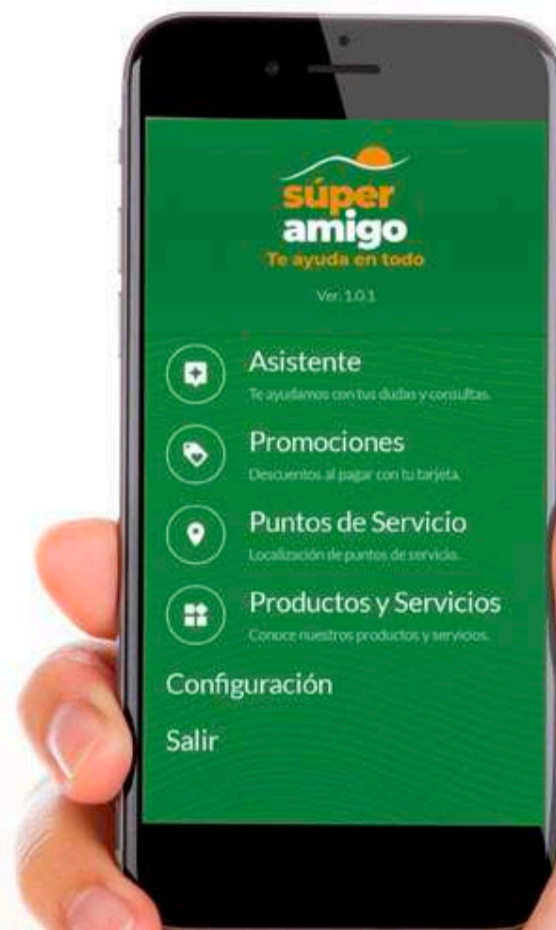 súper
amigo
Te ayuda en todo
Ver. 1.0.1
Asistente
Te ayudamos con tus dudas y consultas.
Promociones
Descuentos al pagar con tu tarjeta.
Puntos de Servicio
Localización de puntos de servicio.
Productos y Servicios
Conoce nuestros productos y servicios.
Configuración
Salir